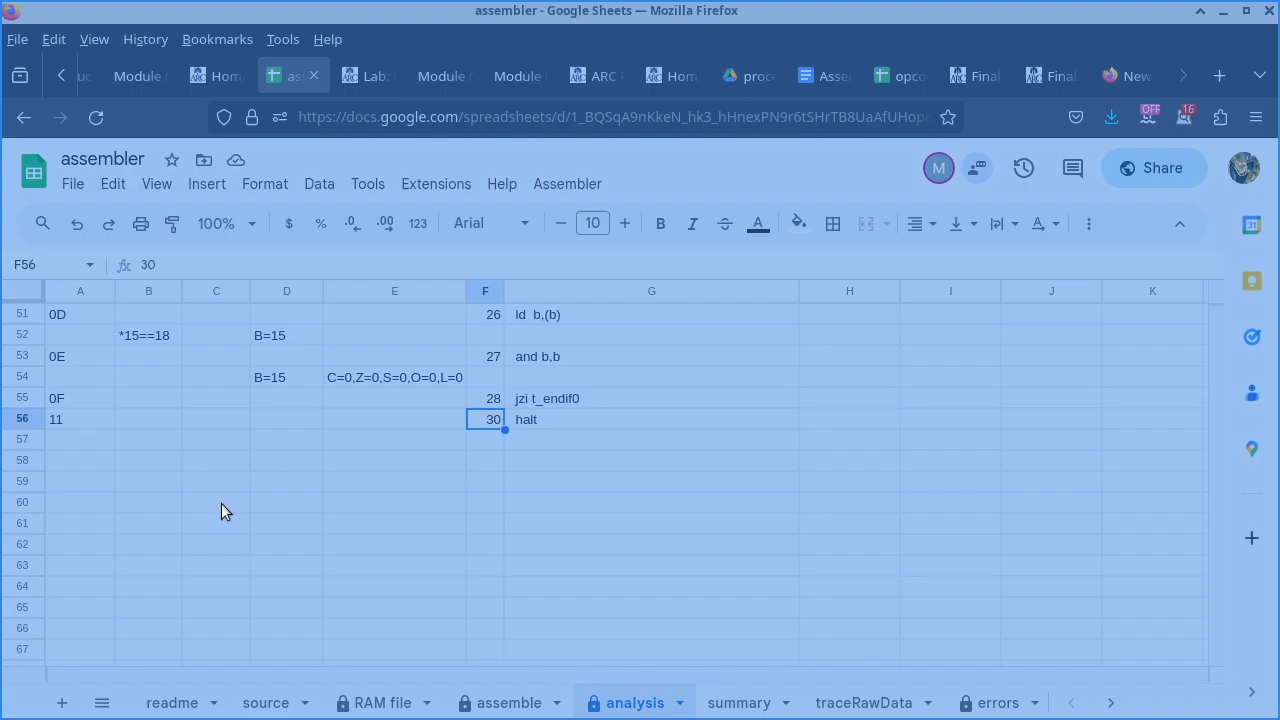 assembler - Google Sheets — Mozilla Firefox
File Edit View History Bookmarks Tools Help
Module Hom as Lab: Module Module ARC Hom proc Asse opco Final Final New
https://docs.google.com/spreadsheets/d/1_BQSqA9nKkeN_hk3_hHnexPN9r6tSHrTB8UaAfUHop OFF 16
assembler
M Share
File Edit View Insert Format Data Tools Extensions Help Assembler
100% $ % .0 .00 123 Arial 10 B I A
F56 fx 30
A B C D E F G H I J K
51 0D 26 ld b,(b)
52 *15==18 B=15
53 0E 27 and b,b
54 B=15 C=0,Z=0,S=0,O=0,L=0
55 0F 28 jzi t_endif0
56 11 30 halt
57
58
59
60
61
62
63
64
65
66
67
readme source RAM file assemble analysis summary traceRawData errors